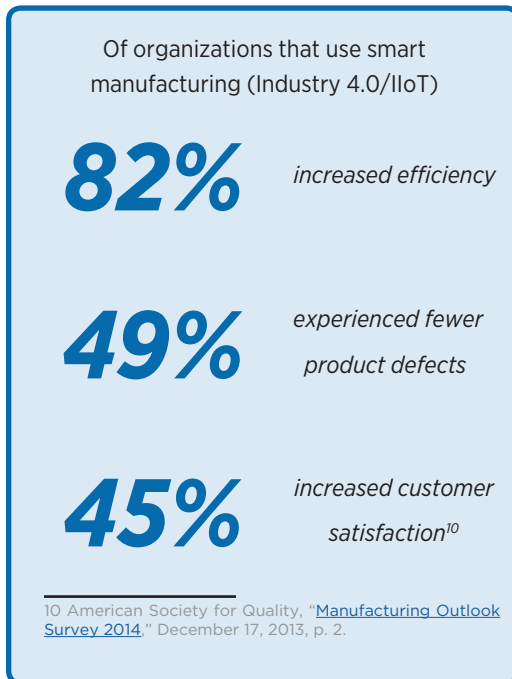 Of organizations that use smart
manufacturing (Industry 4.0/IIoT)
82%
increased efficiency
49%
experienced fewer
product defects
45%
increased customer
satisfaction10
10 American Society for Quality, “Manufacturing Outlook
Survey 2014,” December 17, 2013, p. 2.